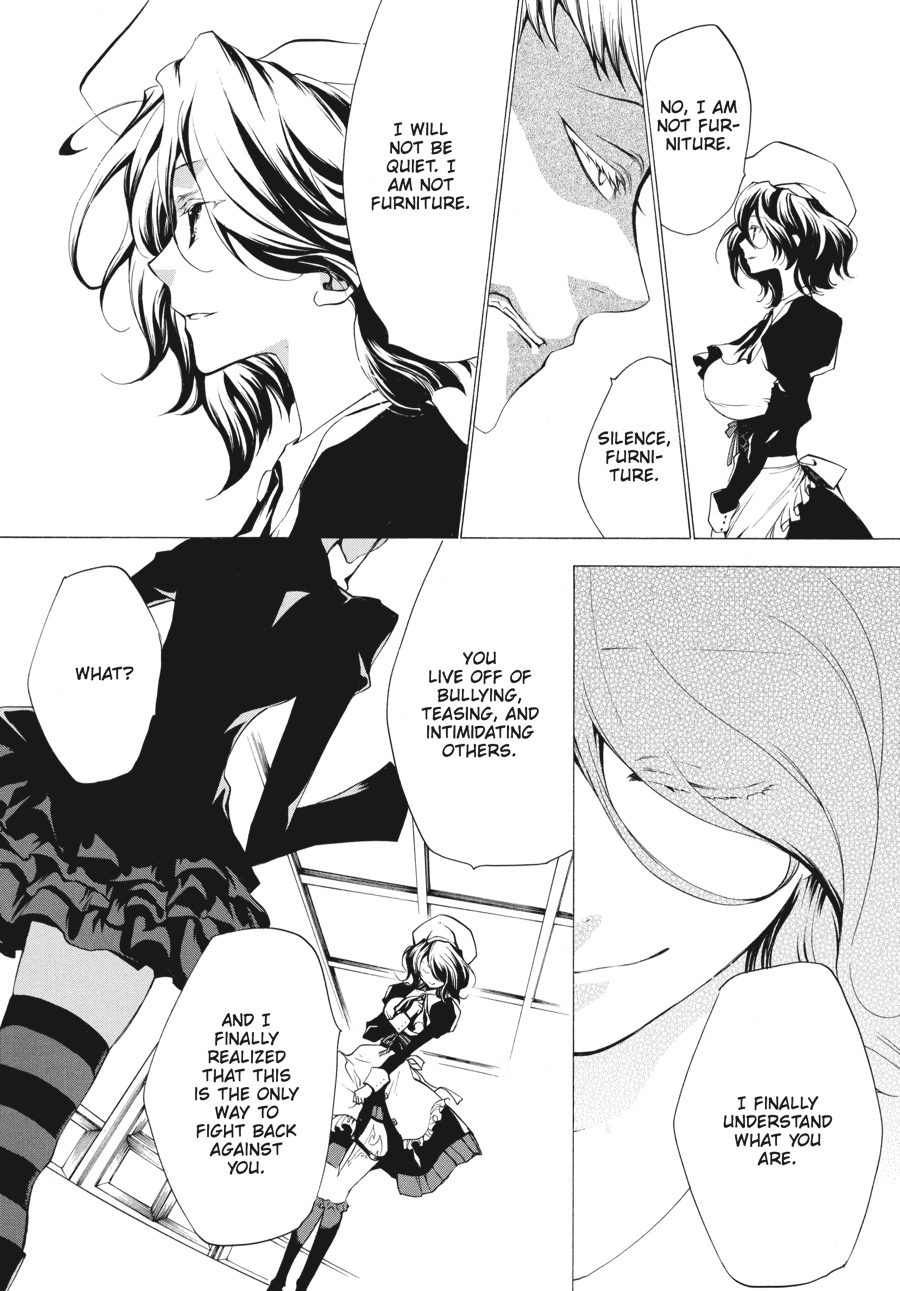 NO, I AM
NOT FUR-
NITURE.
SILENCE,
FURNI-
TURE.
I WILL
NOT BE
QUIET. I
AM NOT
FURNITURE.
I FINALLY
UNDERSTAND
WHAT YOU
ARE.
YOU
LIVE OFF OF
BULLYING,
TEASING, AND
INTIMIDATING
OTHERS.
WHAT?
AND I
FINALLY
REALIZED
THAT THIS
IS THE ONLY
WAY TO
FIGHT BACK
AGAINST
YOU.